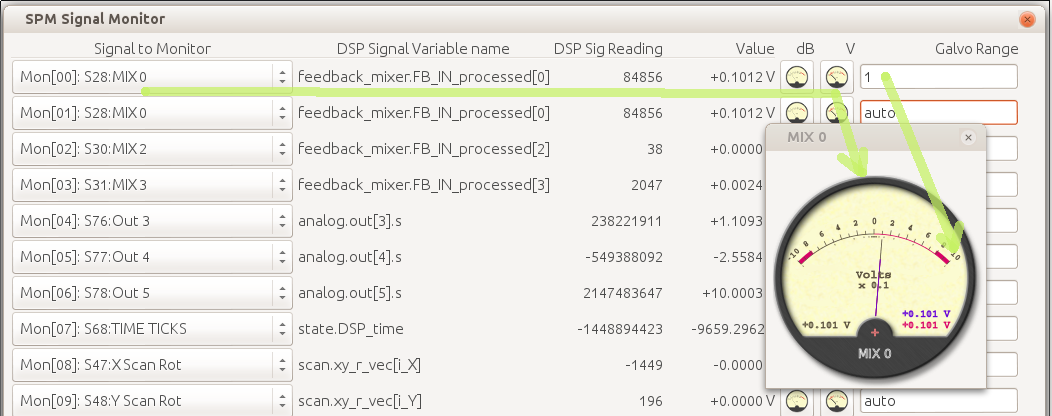 SPM Signal Monitor
Signal to Monitor DSP Signal Variable name DSP Sig Reading Value dB V Galvo Range
Mon[00]: S28:MIX 0 feedback_mixer.FB_IN_processed[0] 84856 +0.1012 V 1
Mon[01]: S28:MIX 0 feedback_mixer.FB_IN_processed[0] 84856 +0.1012 V auto
Mon[02]: S30:MIX 2 feedback_mixer.FB_IN_processed[2] 38 +0.0000
Mon[03]: S31:MIX 3 feedback_mixer.FB_IN_processed[3] 2047 +0.0024
Mon[04]: S76:Out 3 analog.out[3].s 238221911 +1.1093
Mon[05]: S77:Out 4 analog.out[4].s -549388092 -2.5584
Mon[06]: S78:Out 5 analog.out[5].s 2147483647 +10.0003
Mon[07]: S68:TIME TICKS state.DSP_time -1448894423 -9659.2962
Mon[08]: S47:X Scan Rot scan.xy_r_vec[i_X] -1449 -0.0000
Mon[09]: S48:Y Scan Rot scan.xy_r_vec[i_Y] 196 +0.0000 V auto
MIX 0
-10 8 6 4 2 0 2 4 6 8 10
Volts
x 0.1
+0.101 V
+0.101 V +0.101 V
MIX 0